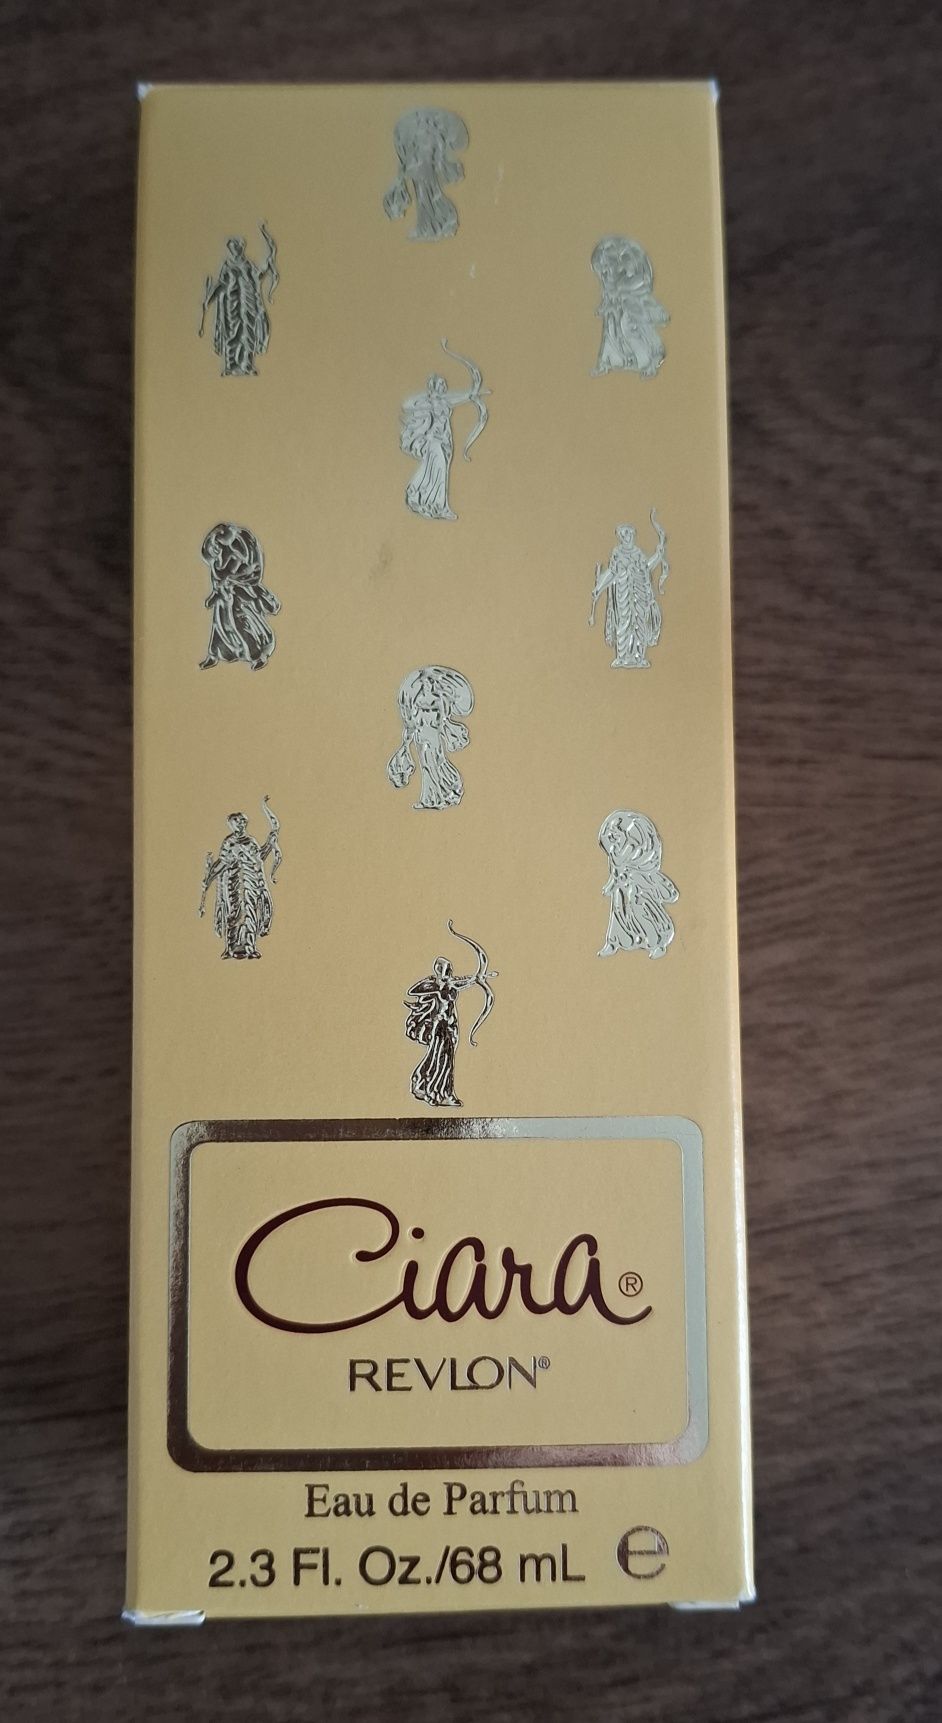 Ciara®
REVLON®
Eau de Parfum
2.3 Fl. Oz./68 mL ℮